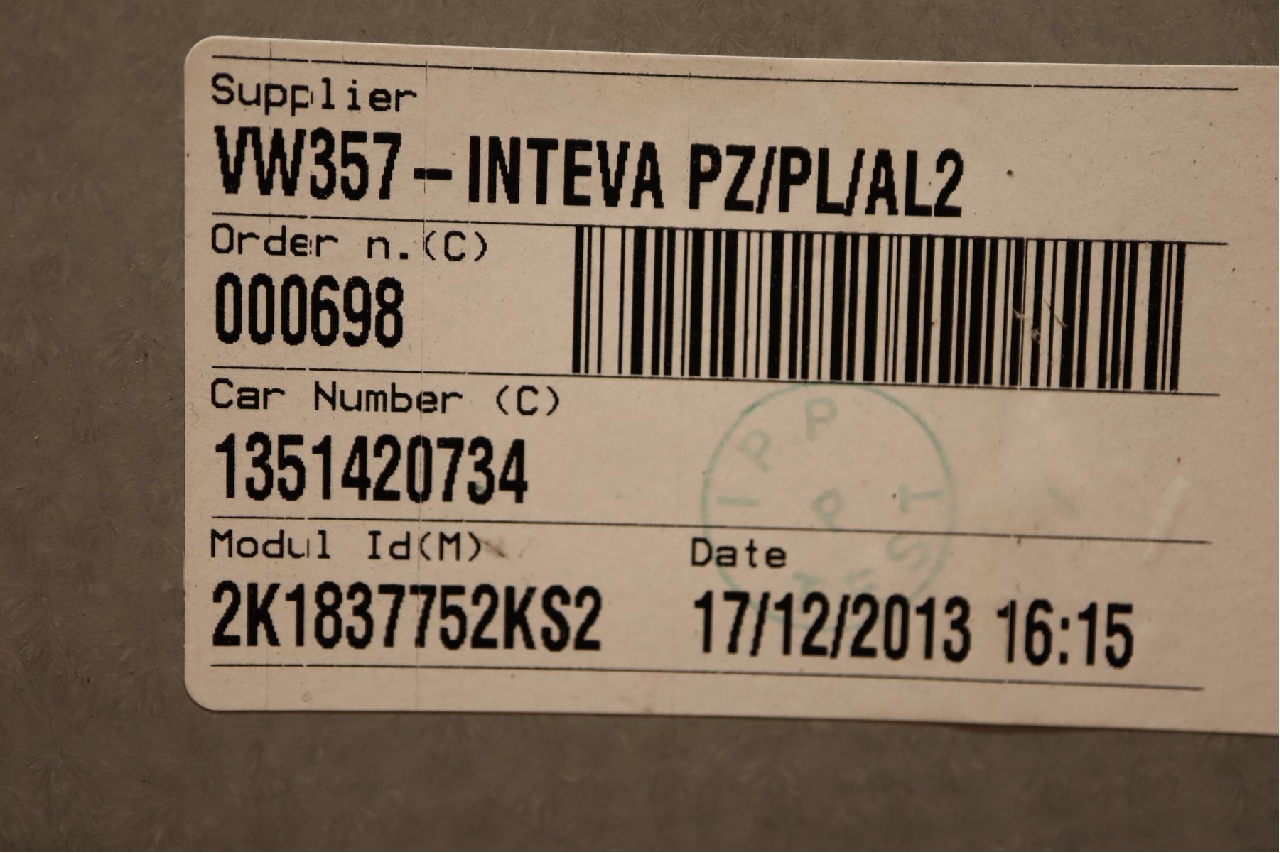 Supplier
VW357-INTEVA PZ/PL/AL2
Order n.(C)
000698
Car Number (C)
1351420734
Modul Id(M)
2K1837752KS2
Date
17/12/2013 16:15